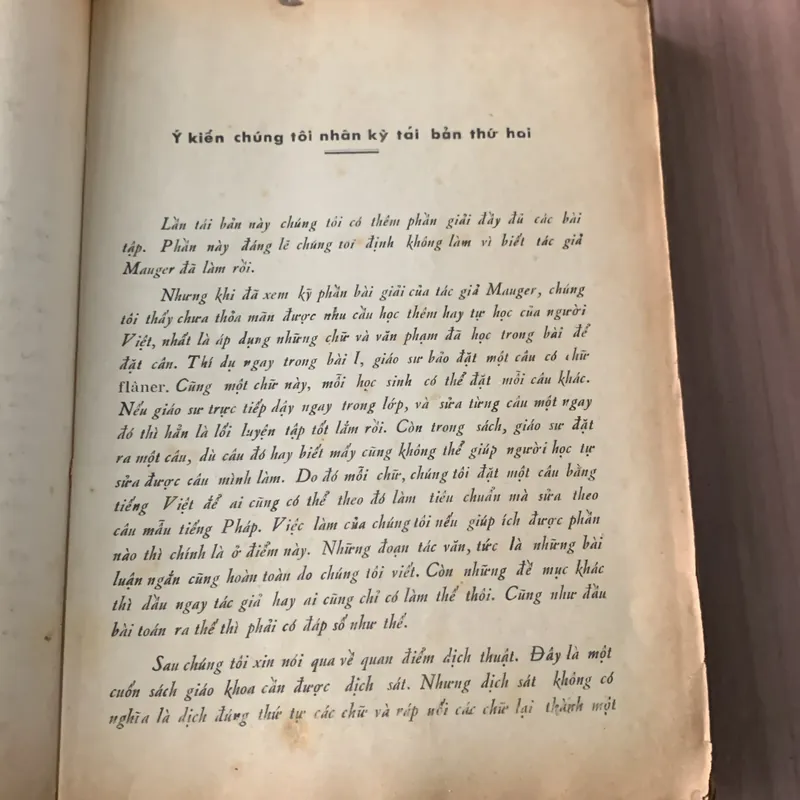 Ý kiến chúng tôi nhân kỳ tái bản thứ hai
Lần tái bản này chúng tôi có thêm phần giải đầy đủ các bài
tập. Phần này đáng lẽ chúng toi định không làm vì biết tác giả
Mauger đã làm rồi.
Nhưng khi đã xem kỹ phần bài giải của tác giả Mauger, chúng
tôi thấy chưa thỏa mãn được nhu cầu học thêm hay tự học của người
Việt, nhất là áp dụng những chữ và văn phạm đã học trong bài để
đặt cân. Thí dụ ngay trong bài I, giáo sư bảo đặt một câu có chữ
flâner. Cũng một chữ này, mỗi học sinh có thể đặt mỗi câu khác.
Nếu giáo sư trực tiếp dậy ngay trong lớp, và sửa từng câu một ngay
đó thì hẳn là lối luyện tập tốt lắm rồi. Còn trong sách, giáo sư đặt
ra một câu, dù câu đó hay biết mấy cũng không thể giúp người học tự
sửa được câu mình làm. Do đó mỗi chữ, chúng tôi đặt một câu bằng
tiếng Việt để ai cũng có thể theo đó làm tiêu chuẩn mà sửa theo
câu mẫu tiếng Pháp. Việc làm của chúng tôi nếu giúp ích được phần
nào thì chính là ở điểm này. Những đoạn tác văn, tức là những bài
luận ngắn cũng hoàn toàn do chúng tôi viết. Còn những đề mục khác
thì dầu ngay tác giả hay ai cũng chỉ có làm thế thôi. Cũng như đầu
bài toán ra thế thì phải có đáp số như thế.
Sau chúng tôi xin nói qua về quan điểm dịch thuật. Đây là một
cuốn sách giáo khoa cần được dịch sát. Nhưng dịch sát không có
nghĩa là dịch đúng thứ tự các chữ và ráp nối các chữ lại thành một